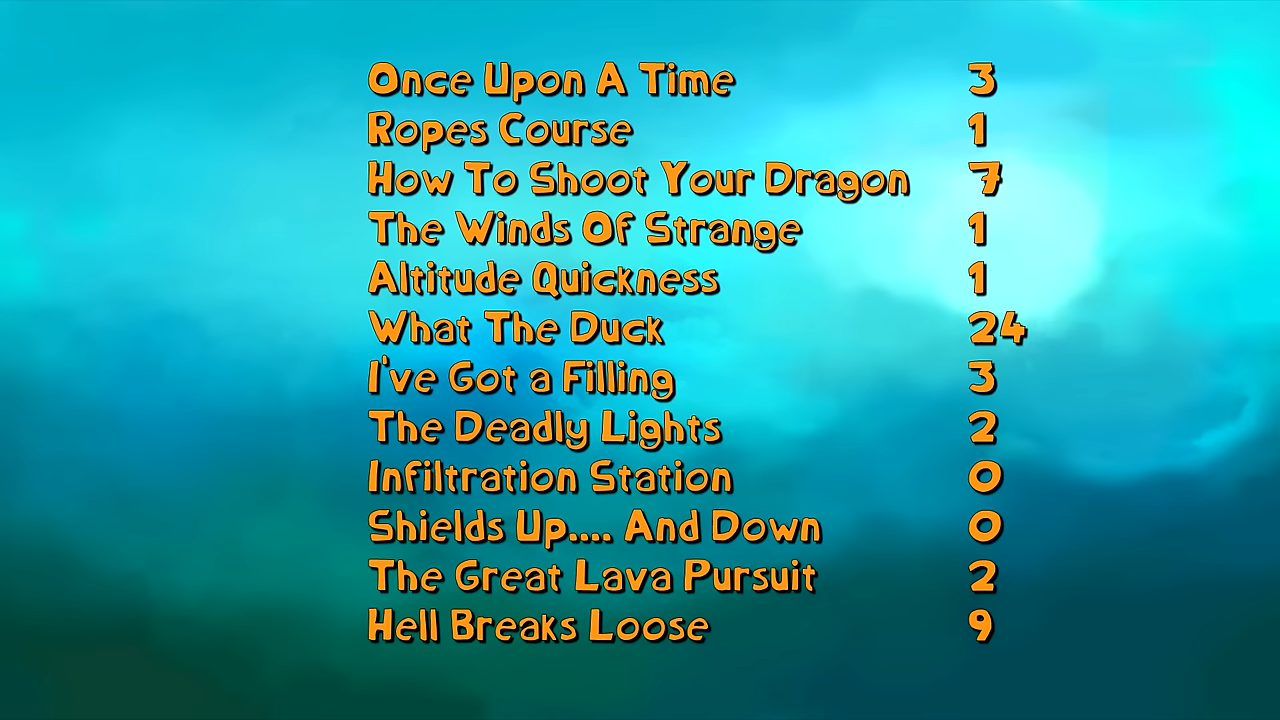 Once Upon A Time 3
Ropes Course 1
How To Shoot Your Dragon 7
The Winds Of Strange 1
Altitude Quickness 1
What The Duck 24
I've Got a Filling 3
The Deadly Lights 2
Infiltration Station 0
Shields Up.... And Down 0
The Great Lava Pursuit 2
Hell Breaks Loose 9